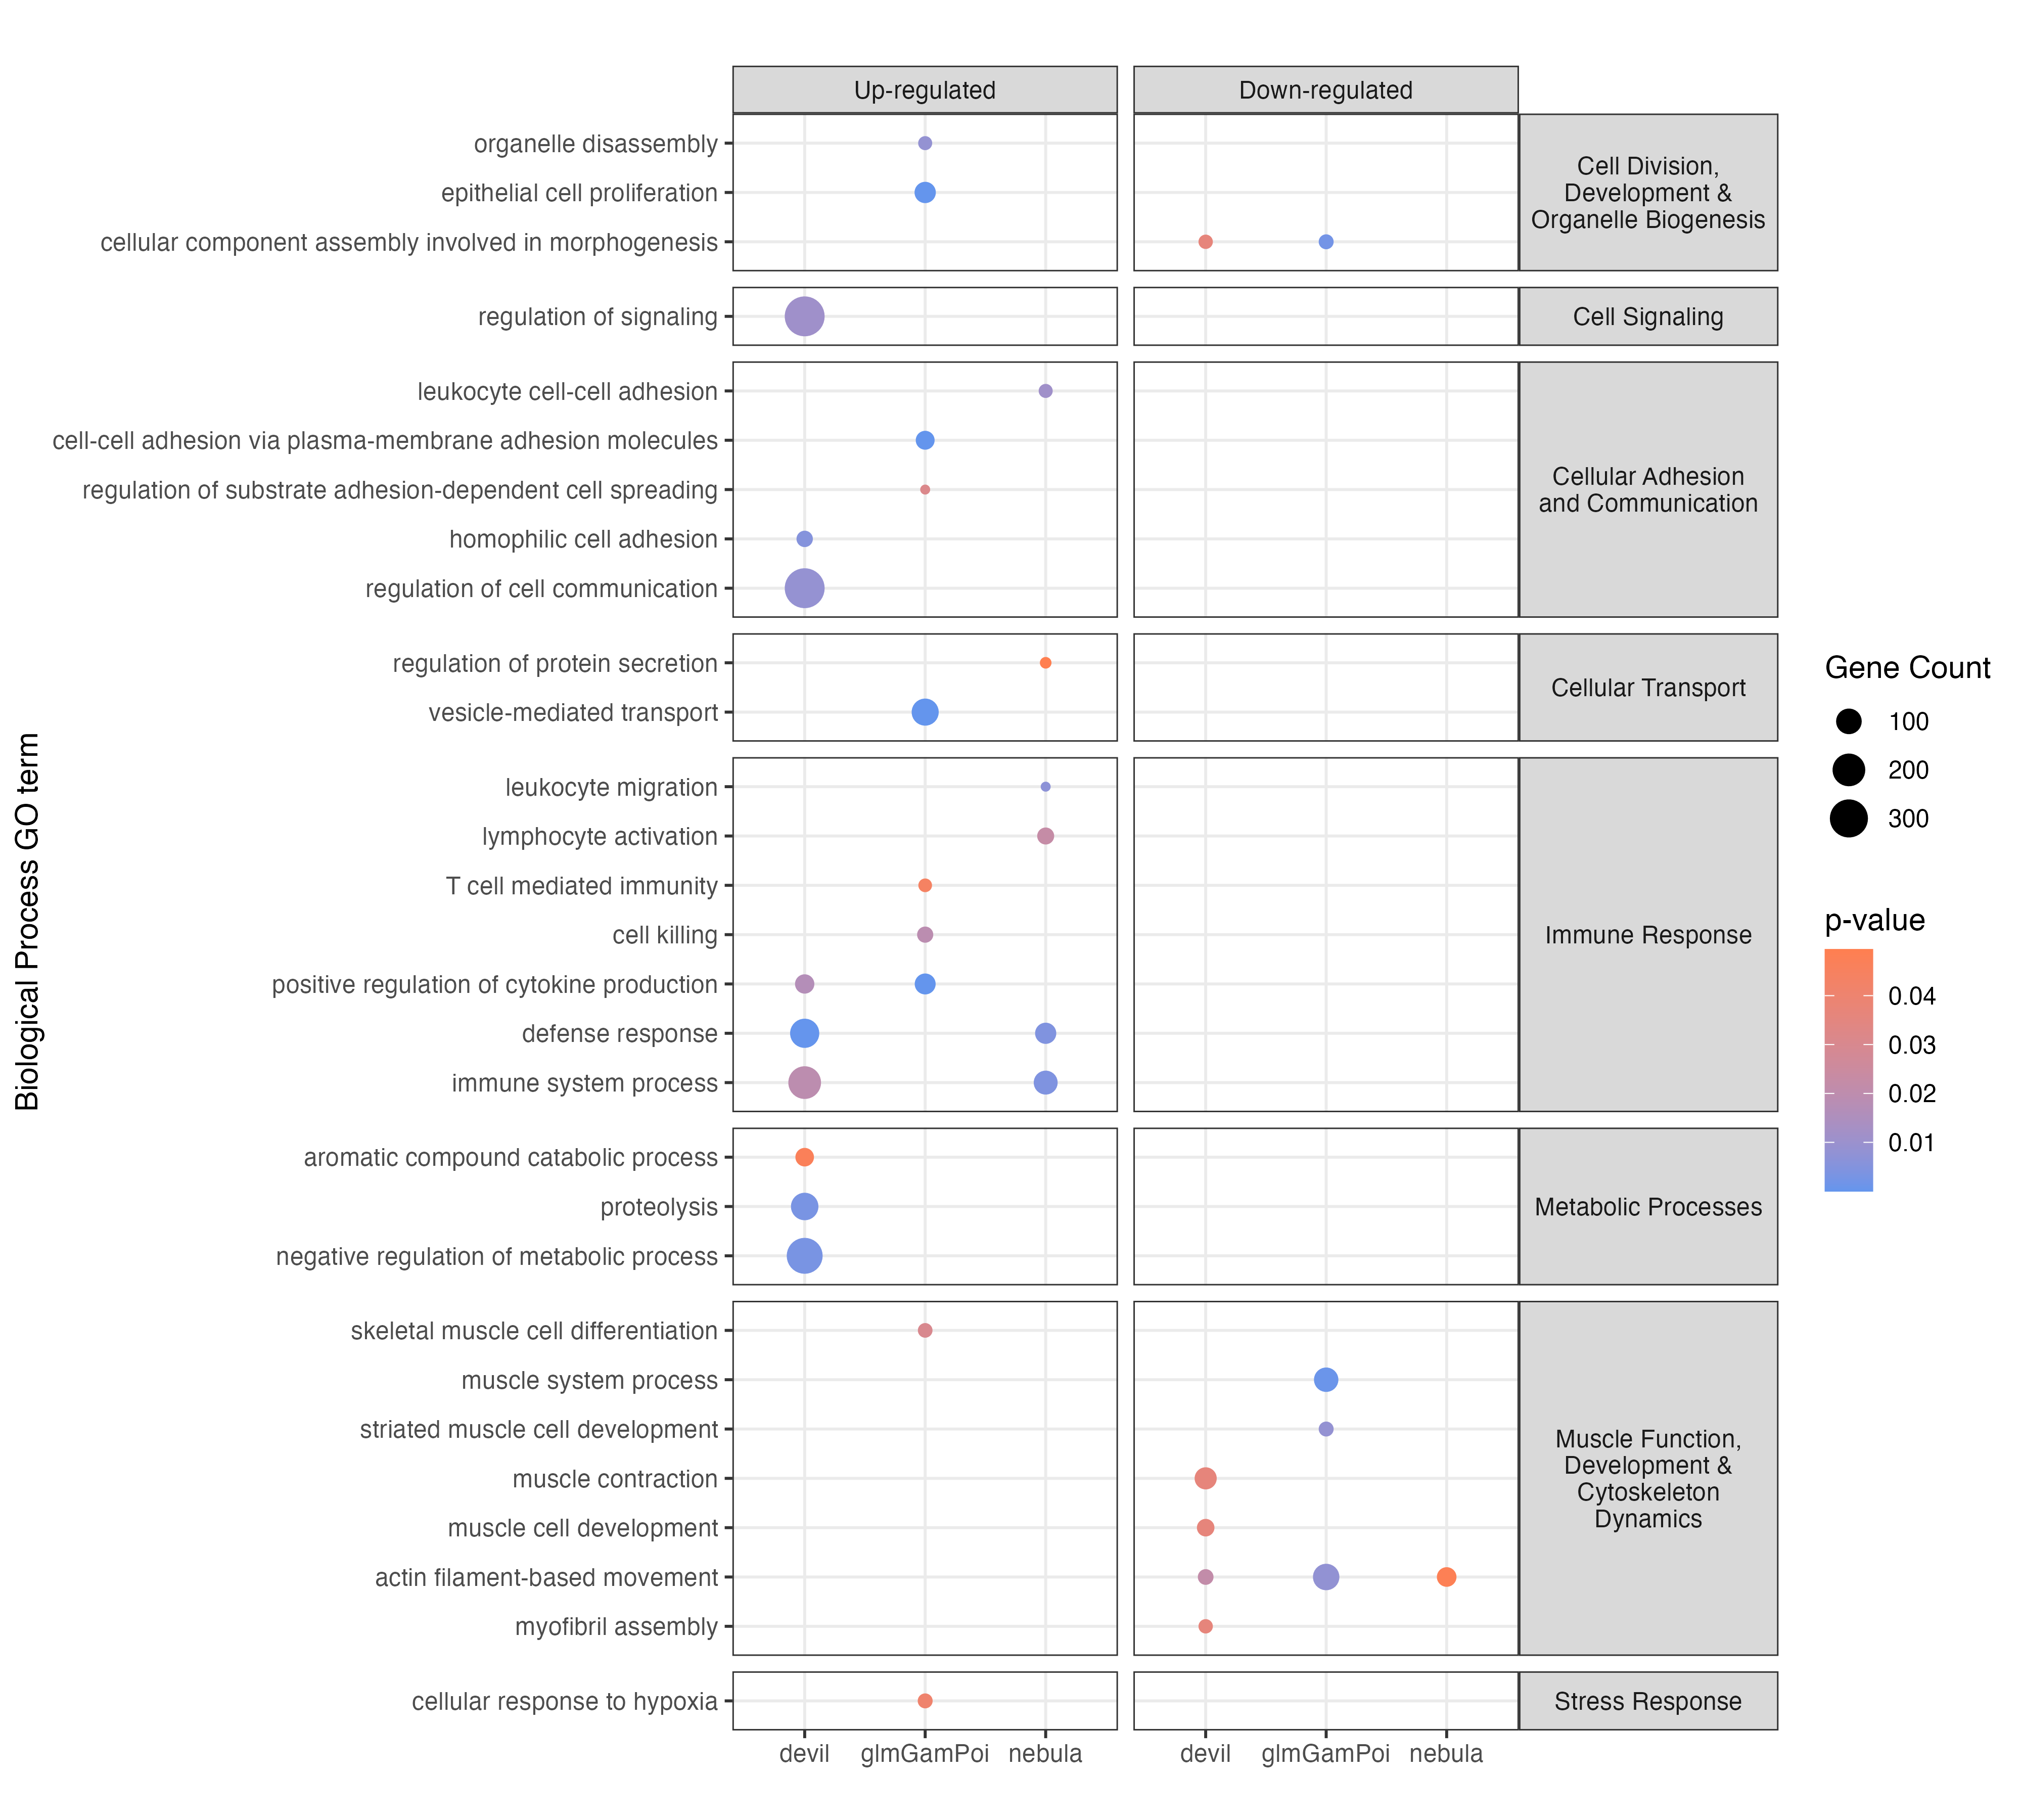 Up-regulated
Down-regulated
organelle disassembly
epithelial cell proliferation
cellular component assembly involved in morphogenesis
Cell Division,
Development &
Organelle Biogenesis
regulation of signaling
Cell Signaling
leukocyte cell-cell adhesion
cell-cell adhesion via plasma-membrane adhesion molecules
regulation of substrate adhesion-dependent cell spreading
homophilic cell adhesion
regulation of cell communication
Cellular Adhesion
and Communication
regulation of protein secretion
vesicle-mediated transport
Cellular Transport
leukocyte migration
lymphocyte activation
T cell mediated immunity
cell killing
positive regulation of cytokine production
defense response
immune system process
Immune Response
aromatic compound catabolic process
proteolysis
negative regulation of metabolic process
Metabolic Processes
skeletal muscle cell differentiation
muscle system process
striated muscle cell development
muscle contraction
muscle cell development
actin filament-based movement
myofibril assembly
Muscle Function,
Development &
Cytoskeleton
Dynamics
cellular response to hypoxia
Stress Response
devil
glmGamPoi
nebula
devil
glmGamPoi
nebula
Biological Process GO term
Gene Count
100
200
300
p-value
0.04
0.03
0.02
0.01